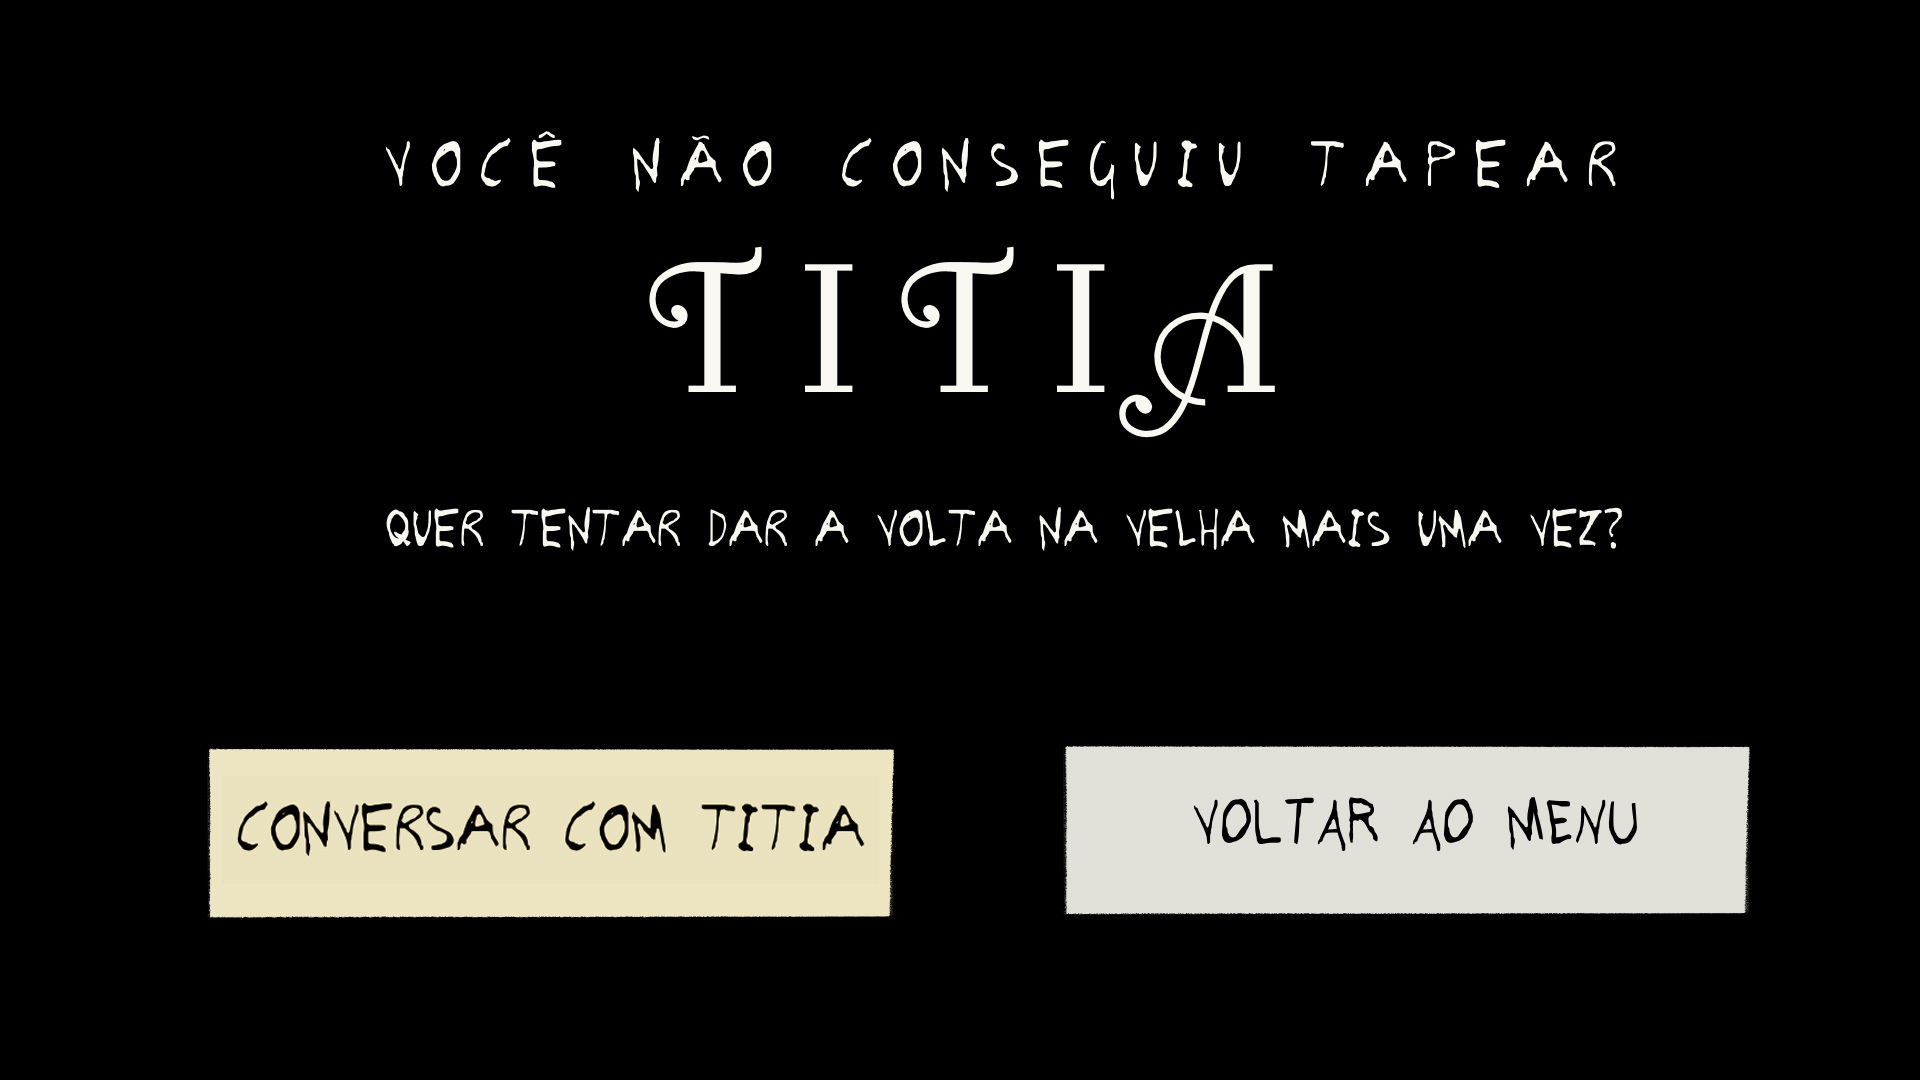 VOCÊ NÃO CONSEGUIU TAPEAR
TITIA
QUER TENTAR DAR A VOLTA NA VELHA MAIS UMA VEZ?
CONVERSAR COM TITIA
VOLTAR AO MENU